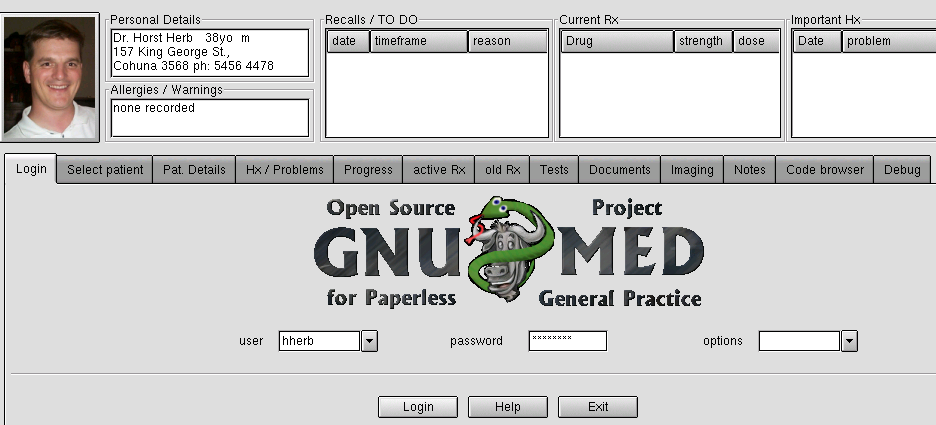 Personal Details
Dr. Horst Herb 38yo m
157 King George St.,
Cohuna 3568 ph: 5456 4478
Allergies / Warnings
none recorded
Recalls / TO DO
date timeframe reason
Current Rx
Drug strength dose
Important Hx
Date problem
Login Select patient Pat. Details Hx / Problems Progress active Rx old Rx Tests Documents Imaging Notes Code browser Debug
Open Source Project
GNU MED
for Paperless General Practice
user hherb password ******** options
Login Help Exit